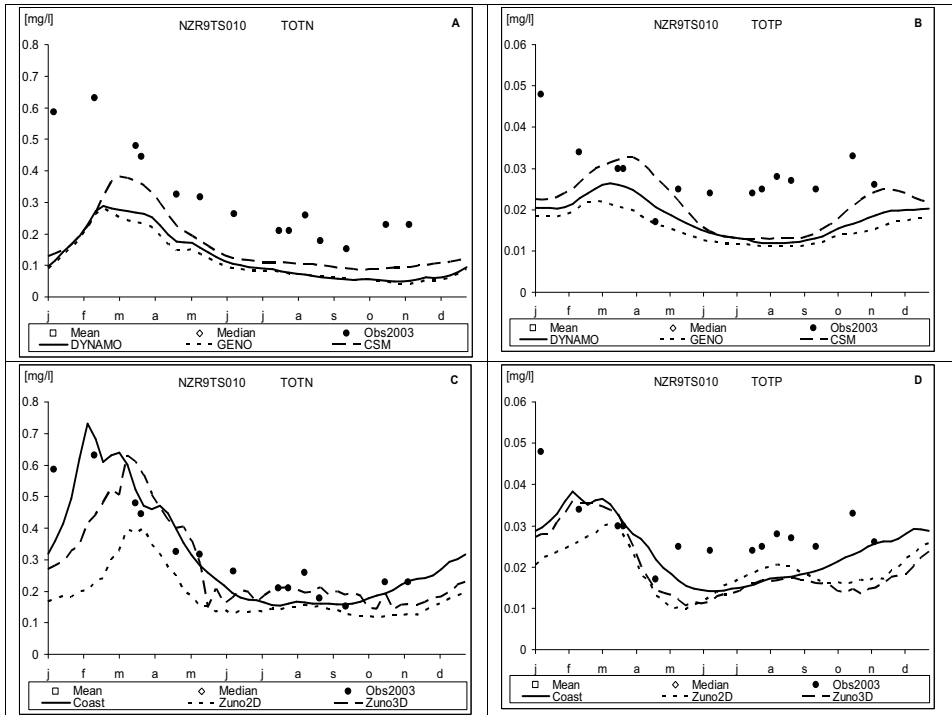 [mg/l] NZR9TS010 TOTN A
0.8
0.7
0.6
0.5
0.4
0.3
0.2
0.1
0
j f m a m j j a s o n d
Mean Median Obs2003
DYNAMO GENO CSM
[mg/l] NZR9TS010 TOTP B
0.06
0.05
0.04
0.03
0.02
0.01
0
j f m a m j j a s o n d
Mean Median Obs2003
DYNAMO GENO CSM
[mg/l] NZR9TS010 TOTN C
0.8
0.7
0.6
0.5
0.4
0.3
0.2
0.1
0
j f m a m j j a s o n d
Mean Median Obs2003
Coast Zuno2D Zuno3D
[mg/l] NZR9TS010 TOTP D
0.06
0.05
0.04
0.03
0.02
0.01
0
j f m a m j j a s o n d
Mean Median Obs2003
Coast Zuno2D Zuno3D